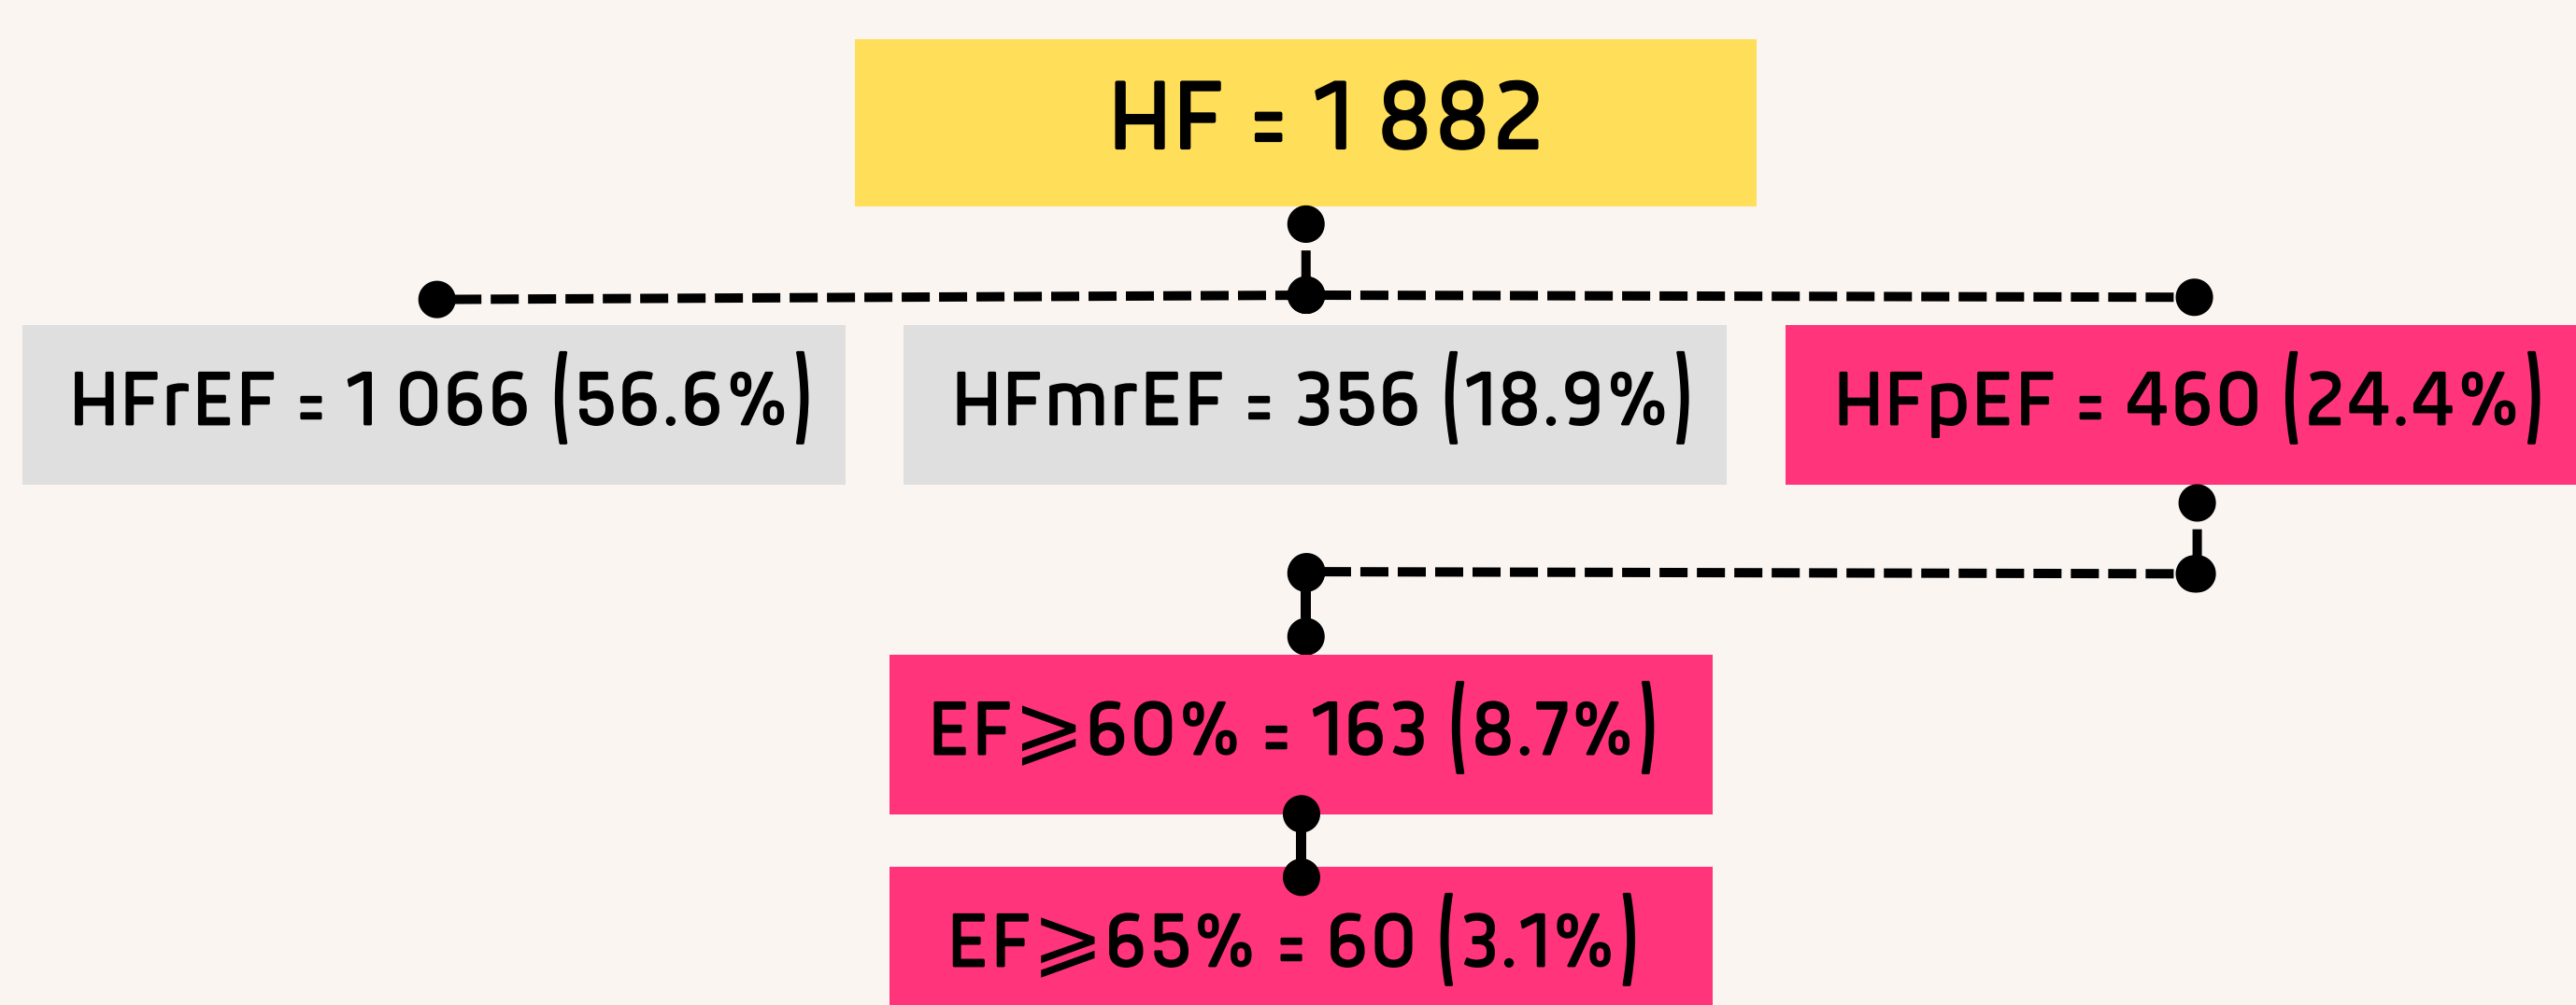 HF = 1 882
HFrEF = 1 066 (56.6%)
HFmrEF = 356 (18.9%)
HFpEF = 460 (24.4%)
EF⩾60% = 163 (8.7%)
EF⩾65% = 60 (3.1%)